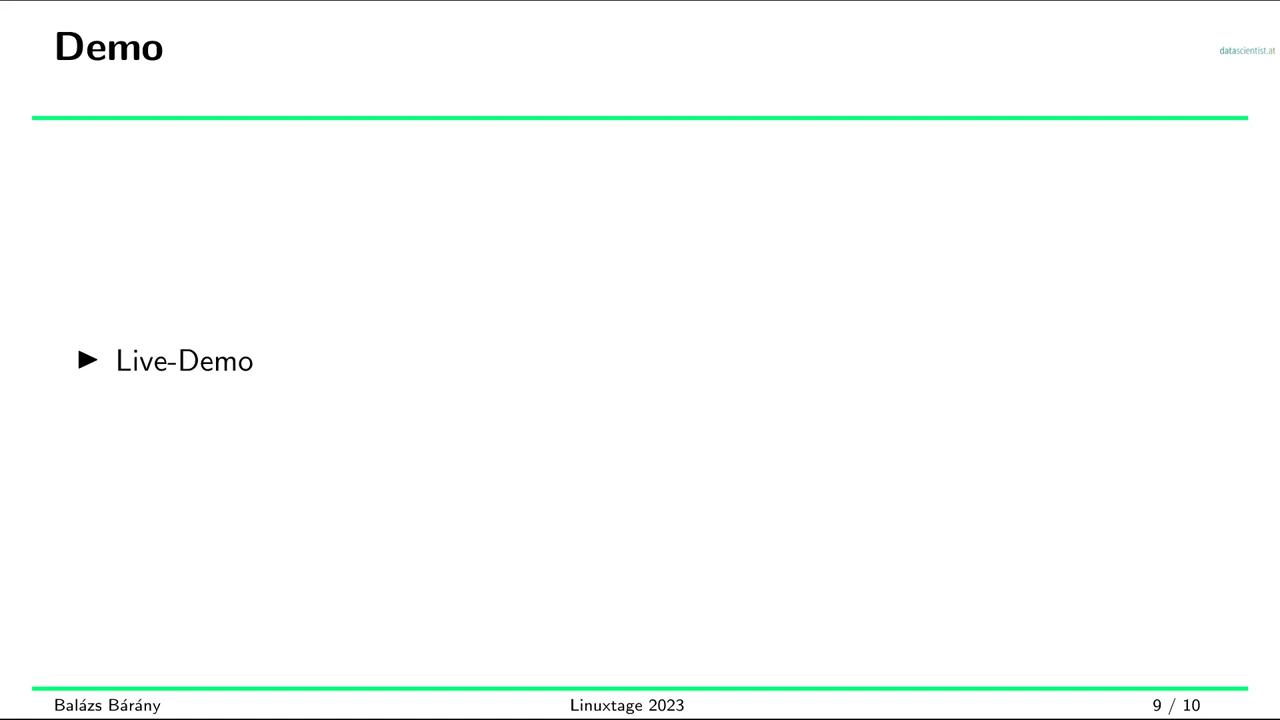 Demo
datascientist.at
▶ Live-Demo
Balázs Bárány
Linuxtage 2023
9 / 10